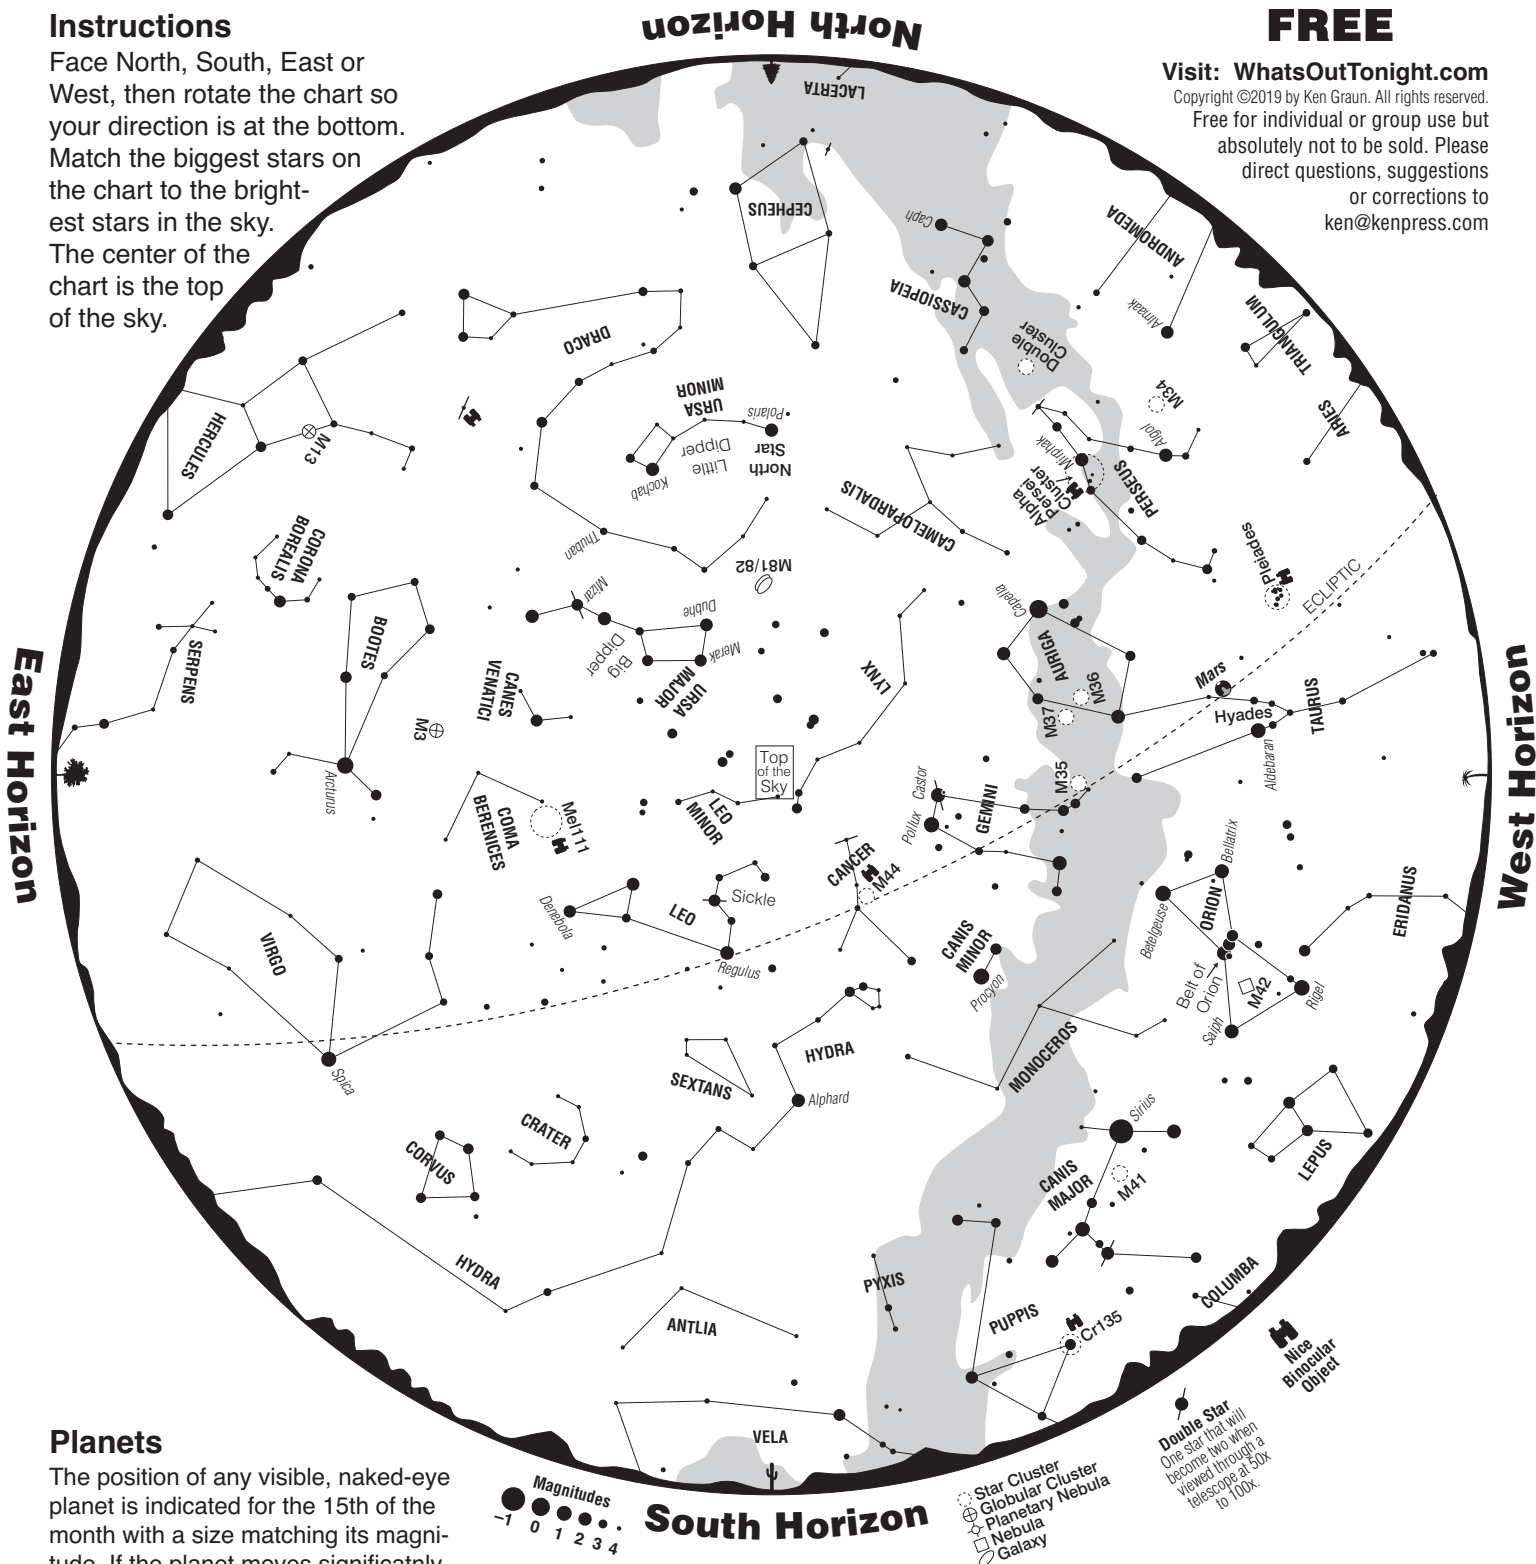 Instructions
Face North, South, East or
West, then rotate the chart so
your direction is at the bottom.
Match the biggest stars on
the chart to the bright-
est stars in the sky.
The center of the
chart is the top
of the sky.
North Horizon
FREE
Visit: WhatsOutTonight.com
Copyright ©2019 by Ken Graun. All rights reserved.
Free for individual or group use but
absolutely not to be sold. Please
direct questions, suggestions
or corrections to
ken@kenpress.com
LACERTA
CEPHEUS
Caph
CASSIOPEIA
ANDROMEDA
Almaak
TRIANGULUM
ARIES
Double
Cluster
M34
Algol
Mirphak
PERSEUS
Alpha
Persei
Cluster
DRACO
URSA
MINOR
Polaris
North
Star
Little
Dipper
Kochab
Thuban
HERCULES
M13
CORONA
BOREALIS
CAMELOPARDALIS
M81/82
Pleiades
ECLIPTIC
Capella
AURIGA
M36
M37
M35
Mars
Hyades
TAURUS
Aldebaran
Mizar
Dubhe
Merak
Big
Dipper
URSA
MAJOR
BOOTES
SERPENS
CANES
VENATICI
M3
LYNX
Arcturus
East Horizon
West Horizon
Top
of the
Sky
LEO
MINOR
COMA
BERENICES
Mel111
Castor
Pollux
GEMINI
CANCER
M44
Denebola
LEO
Sickle
Regulus
VIRGO
Spica
CANIS
MINOR
Procyon
Bellatrix
Betelgeuse
ORION
Belt of
Orion
M42
Saiph
Rigel
ERIDANUS
MONOCEROS
HYDRA
SEXTANS
Alphard
CRATER
CORVUS
Sirius
CANIS
MAJOR
M41
LEPUS
HYDRA
ANTLIA
PYXIS
PUPPIS
Cr135
COLUMBA
VELA
South Horizon
Nice
Binocular
Object
Double Star
One star that will
become two when
viewed through a
telescope at 50x
to 100x.
Star Cluster
Globular Cluster
Planetary Nebula
Nebula
Galaxy
Magnitudes
–1 0 1 2 3 4
Planets
The position of any visible, naked-eye
planet is indicated for the 15th of the
month with a size matching its magni-
tude. If the planet moves significatnly